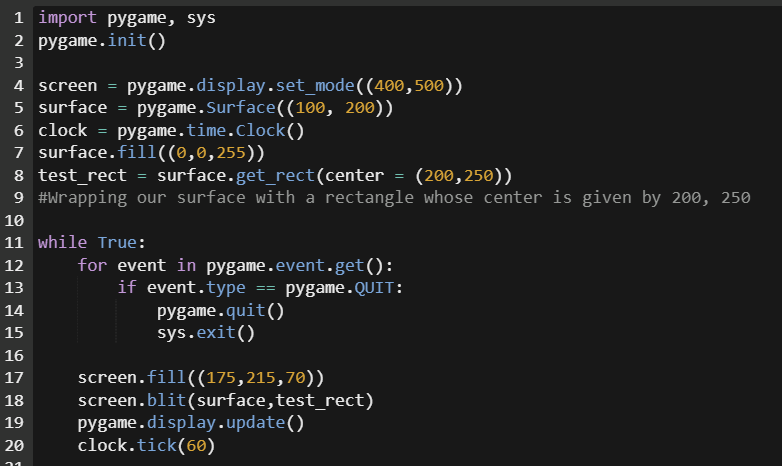 1 import pygame, sys
2 pygame.init()
3
4 screen = pygame.display.set_mode((400,500))
5 surface = pygame.Surface((100, 200))
6 clock = pygame.time.Clock()
7 surface.fill((0,0,255))
8 test_rect = surface.get_rect(center = (200,250))
9 #Wrapping our surface with a rectangle whose center is given by 200, 250
10
11 while True:
12     for event in pygame.event.get():
13         if event.type == pygame.QUIT:
14             pygame.quit()
15             sys.exit()
16
17     screen.fill((175,215,70))
18     screen.blit(surface,test_rect)
19     pygame.display.update()
20     clock.tick(60)